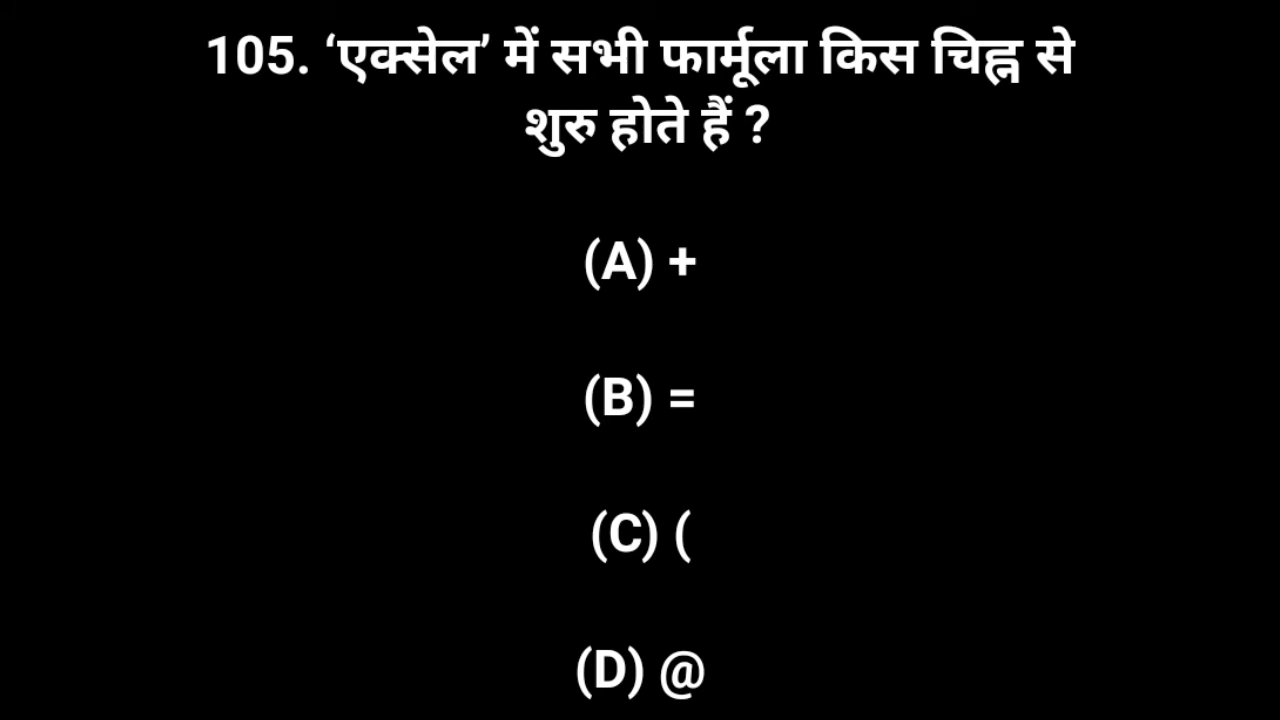 105. ‘एक्सेल’ में सभी फार्मूला किस चिह्न से
शुरु होते हैं ?
(A) +
(B) =
(C) (
(D) @